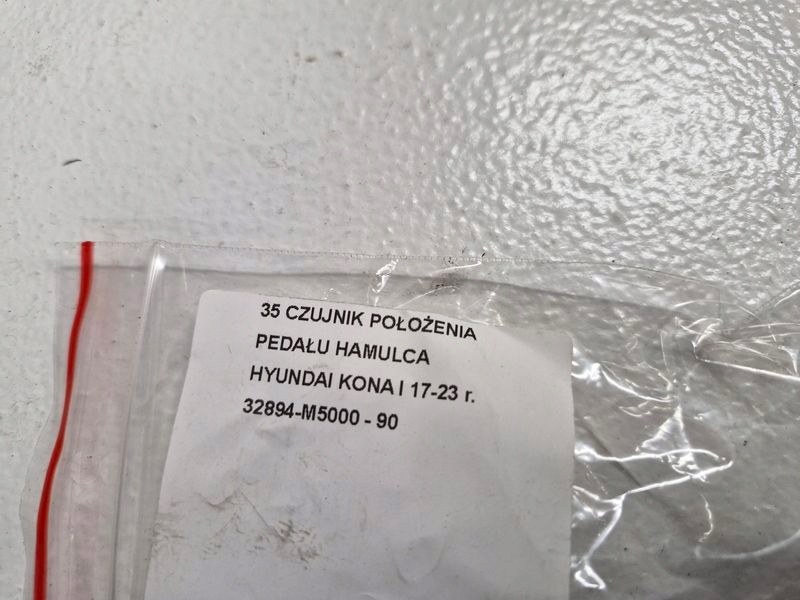 35 CZUJNIK POŁOŻENIA
PEDAŁU HAMULCA
HYUNDAI KONA I 17-23 r.
32894-M5000 - 90